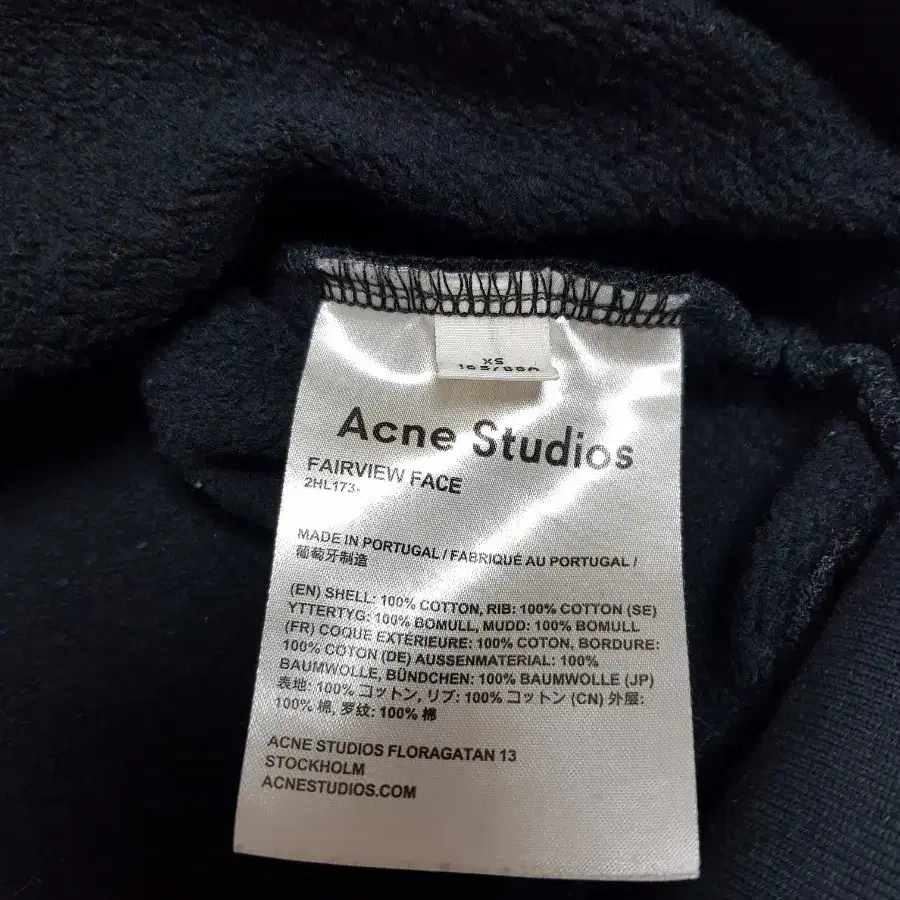 XS
Acne Studios
FAIRVIEW FACE
2HL173-
MADE IN PORTUGAL / FABRIQUÉ AU PORTUGAL /
葡萄牙制造
(EN) SHELL: 100% COTTON, RIB: 100% COTTON (SE)
YTTERTYG: 100% BOMULL, MUDD: 100% BOMULL
(FR) COQUE EXTÉRIEURE: 100% COTON, BORDURE:
100% COTON (DE) AUSSENMATERIAL: 100%
BAUMWOLLE, BÜNDCHEN: 100% BAUMWOLLE (JP)
表地: 100% コットン, リブ: 100% コットン (CN) 外层:
100% 棉, 罗纹: 100% 棉
ACNE STUDIOS FLORAGATAN 13
STOCKHOLM
ACNESTUDIOS.COM